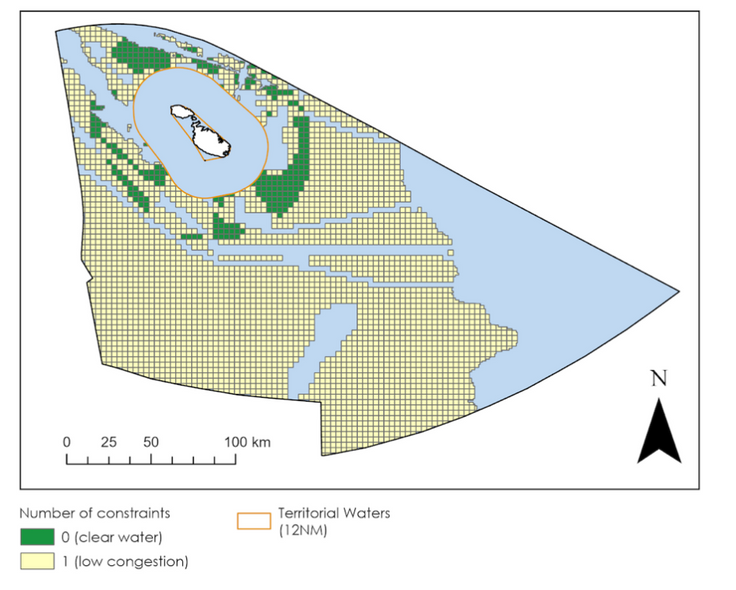 N
0 25 50 100 km
Number of constraints
0 (clear water)
1 (low congestion)
Territorial Waters
(12NM)